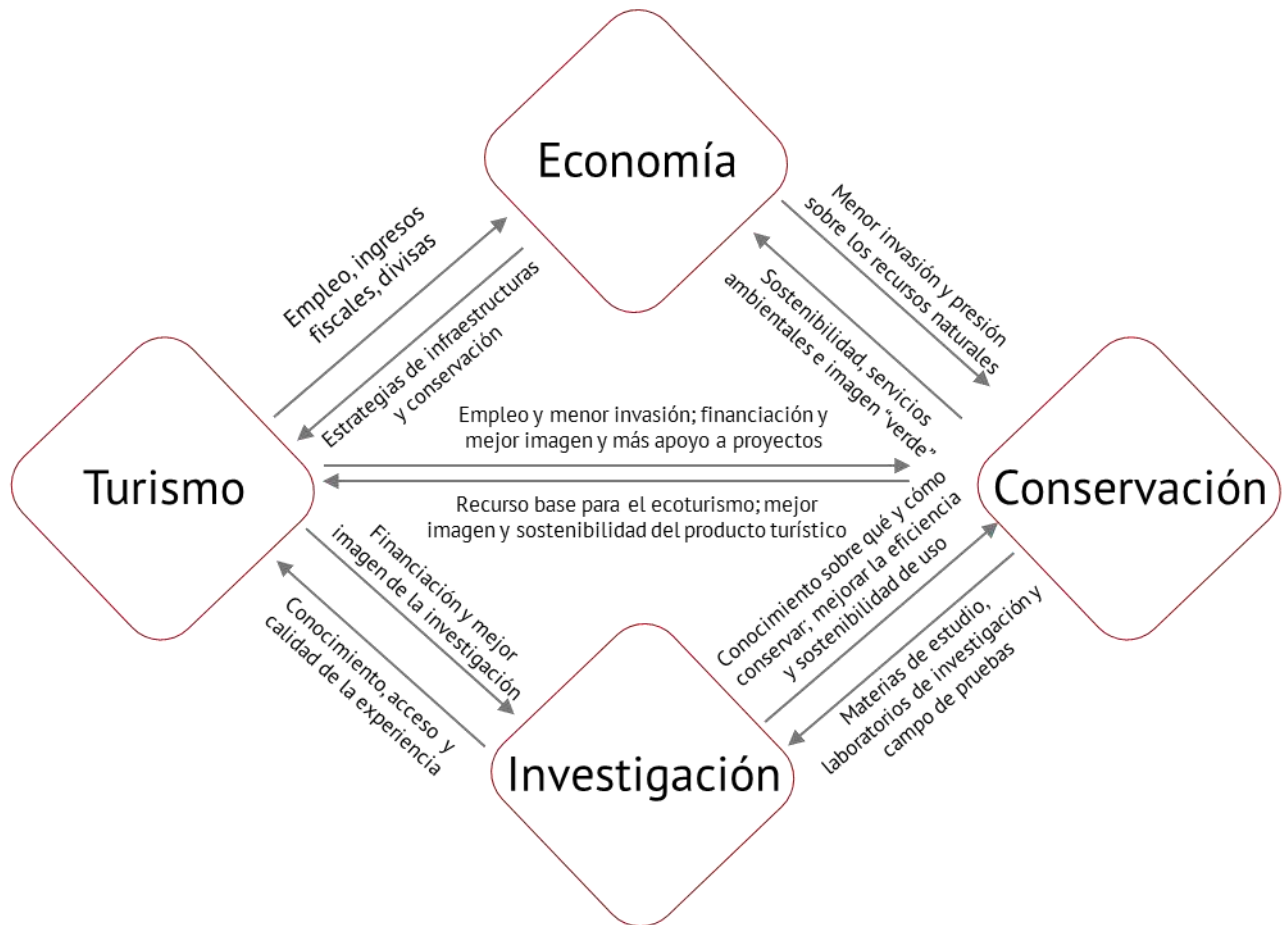 Economía
Empleo, ingresos
fiscales, divisas
Estrategias de infraestructuras
y conservación
Menor invasión y presión
sobre los recursos naturales
Sostenibilidad, servicios
ambientales e imagen “verde”
Turismo
Empleo y menor invasión; financiación y
mejor imagen y más apoyo a proyectos
Recurso base para el ecoturismo; mejor
imagen y sostenibilidad del producto turístico
Conservación
Financiación y mejor
imagen de la investigación
Conocimiento, acceso y
calidad de la experiencia
Conocimiento sobre qué y cómo
conservar; mejorar la eficiencia
y sostenibilidad de uso
Materias de estudio,
laboratorios de investigación y
campo de pruebas
Investigación